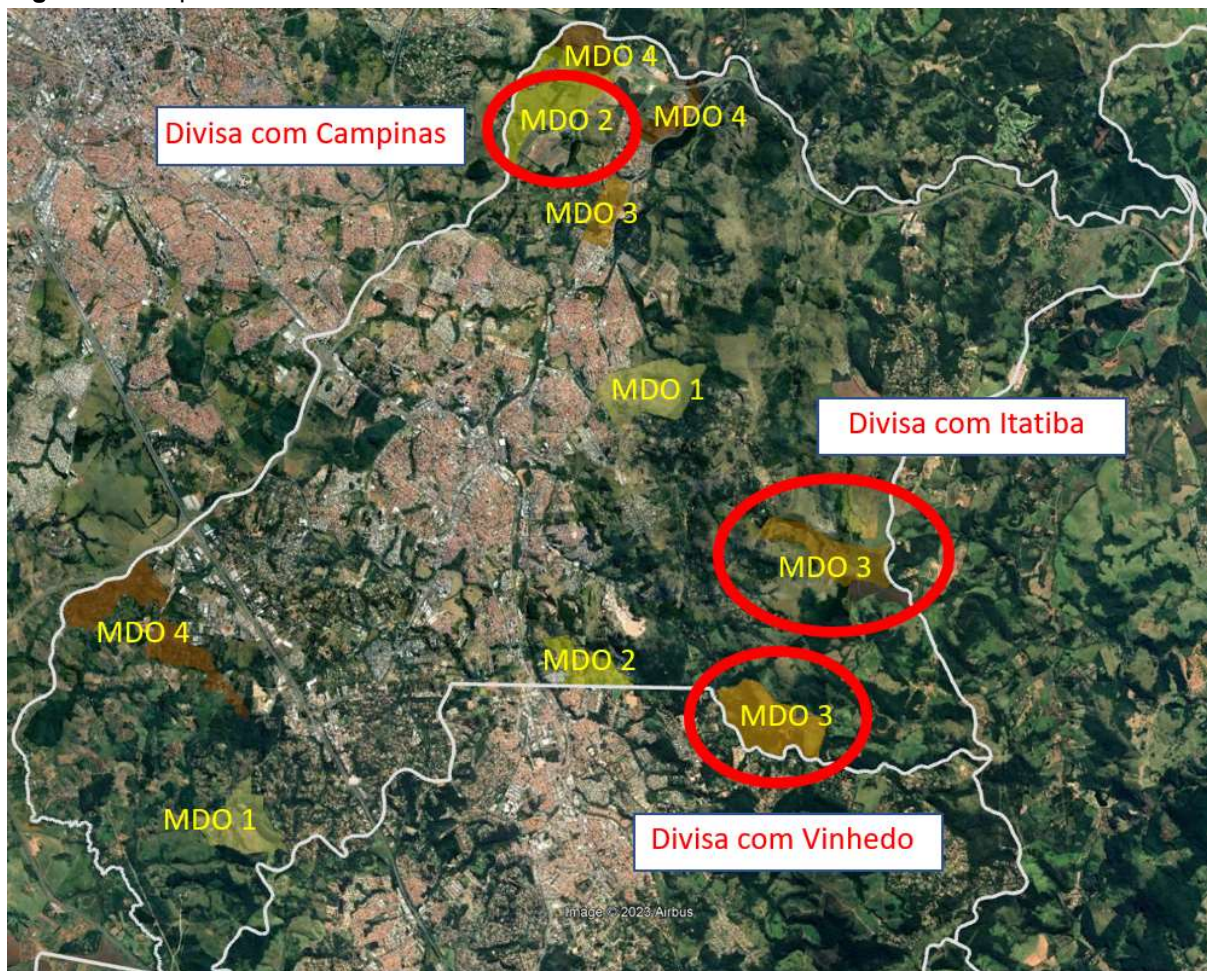 MDO 4
Divisa com Campinas
MDO 2
MDO 4
MDO 3
MDO 1
Divisa com Itatiba
MDO 3
MDO 4
MDO 2
MDO 3
MDO 1
Divisa com Vinhedo
Image © 2023 Airbus